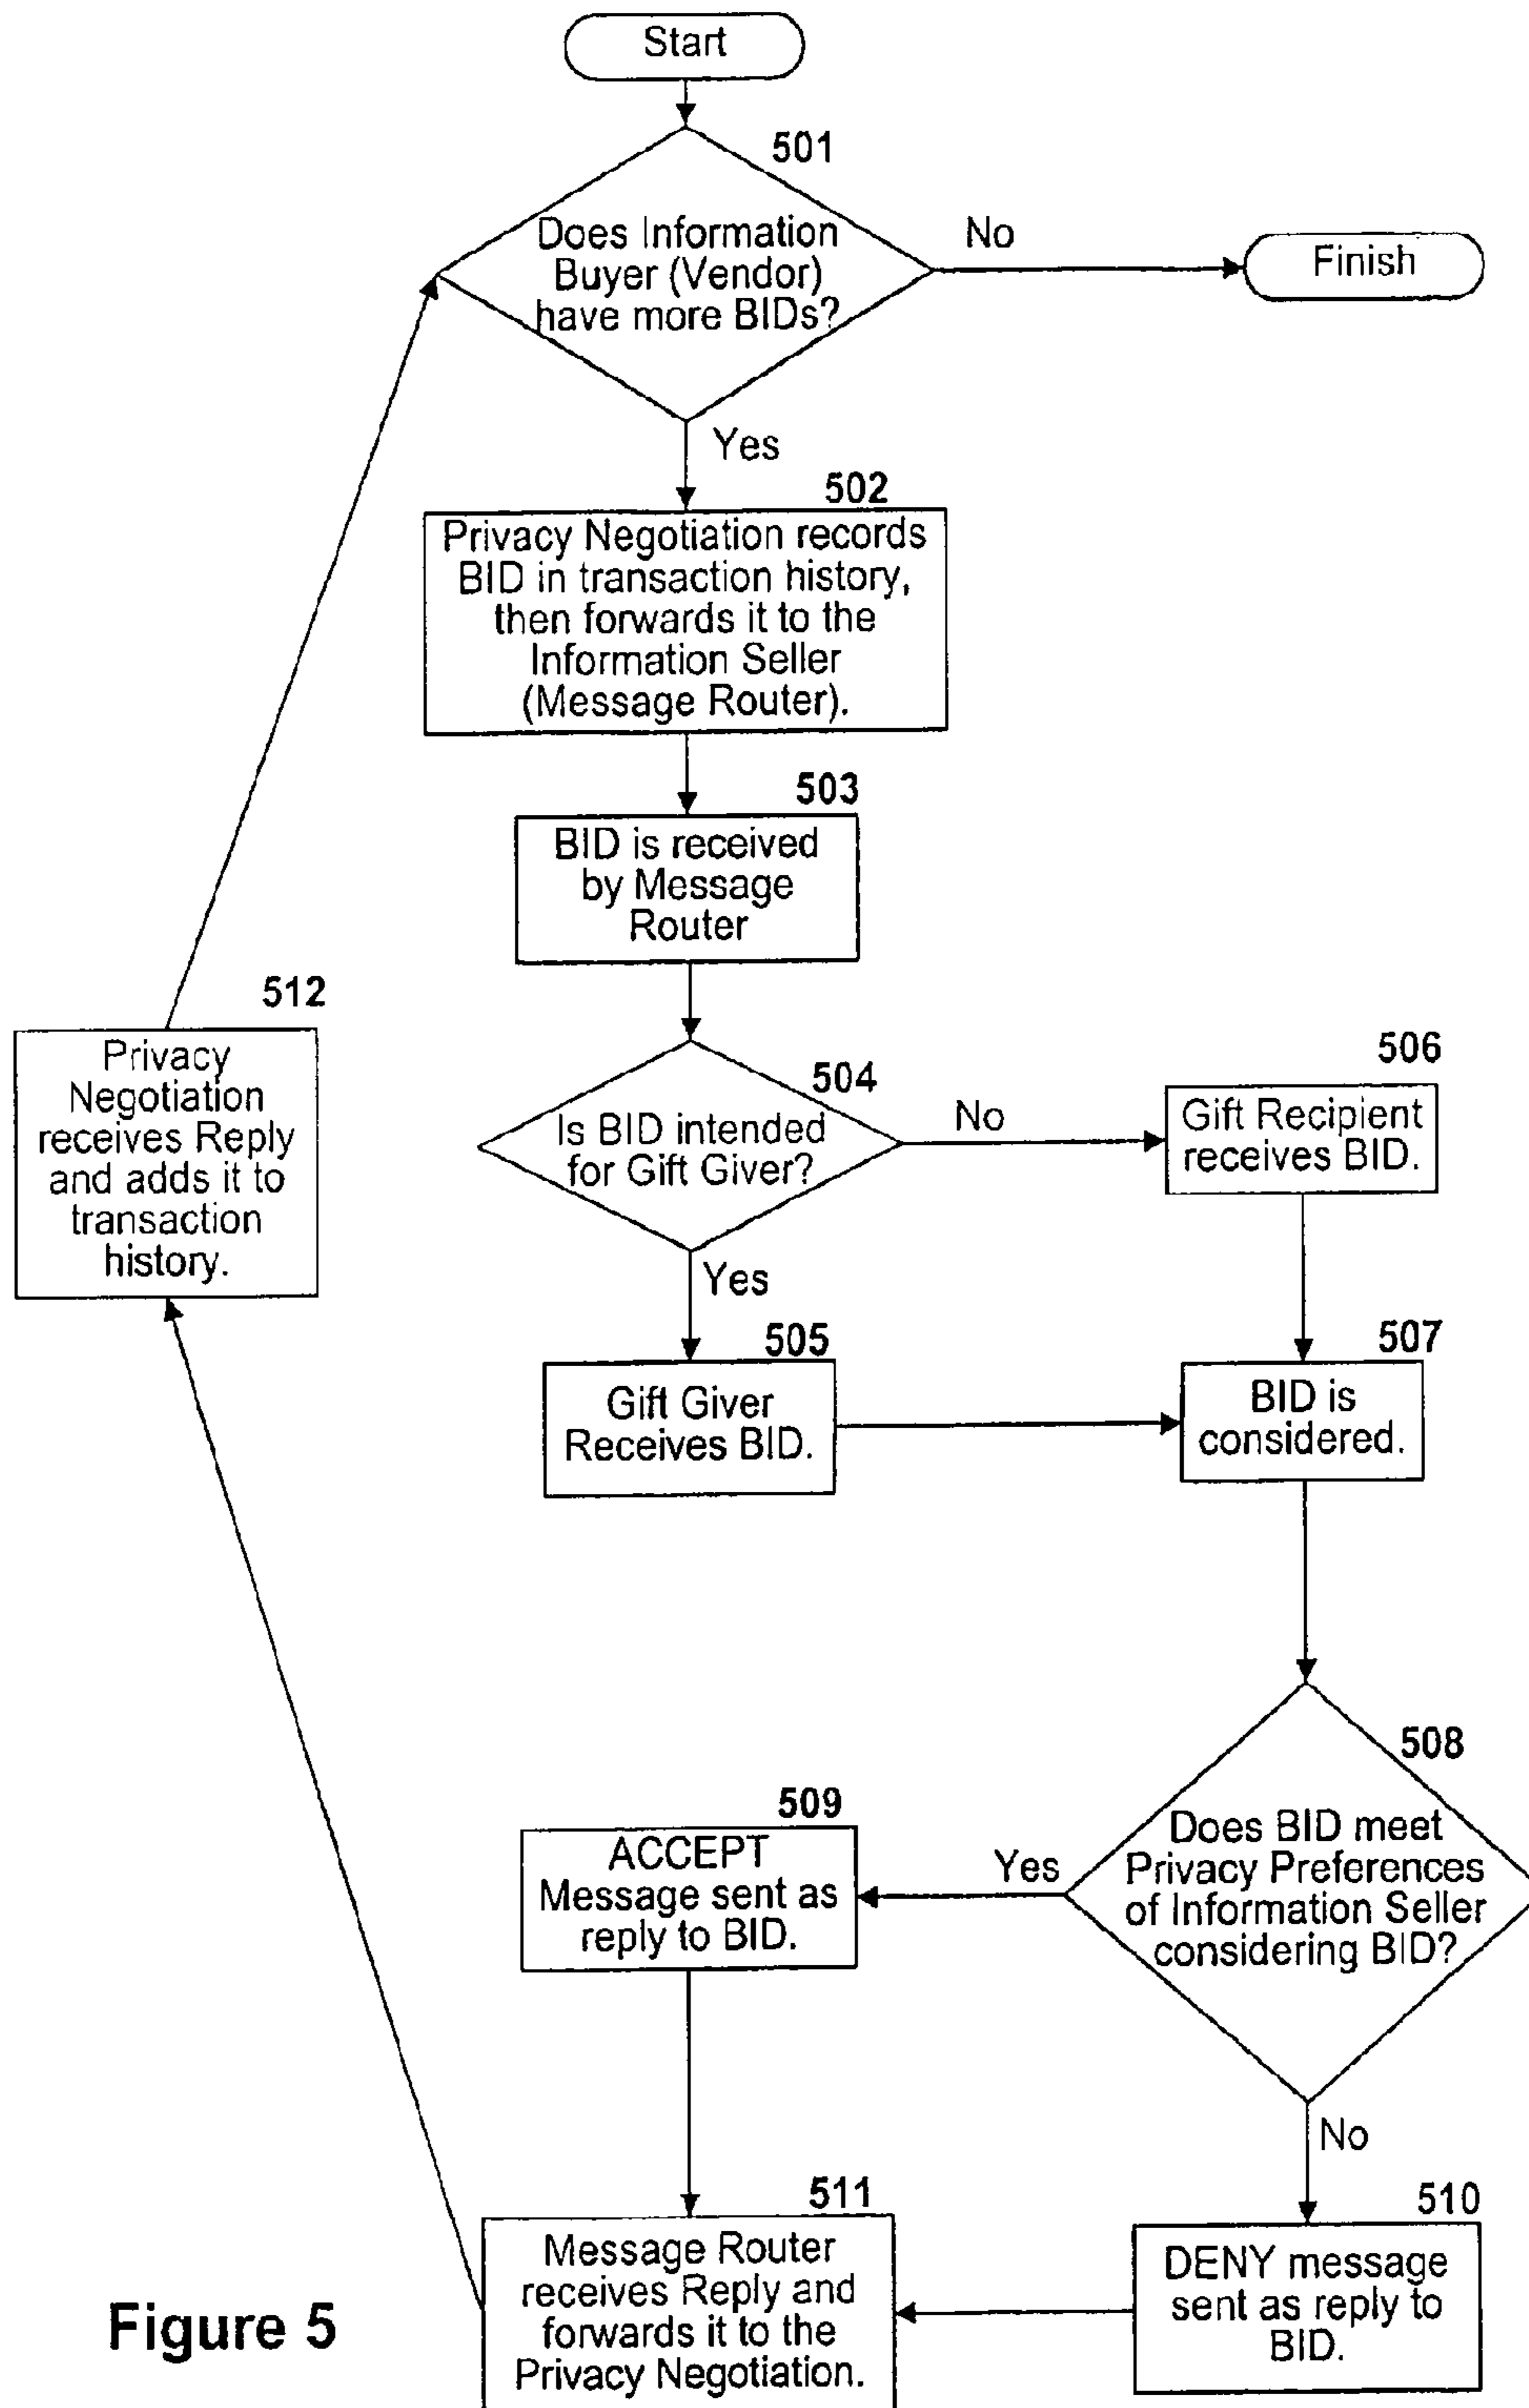 Start
501
Does Information
Buyer (Vendor)
have more BIDs?
No
Finish
Yes
502
Privacy Negotiation records
BID in transaction history,
then forwards it to the
Information Seller
(Message Router).
503
BID is received
by Message
Router
512
Privacy
Negotiation
receives Reply
and adds it to
transaction
history.
504
Is BID intended
for Gift Giver?
No
506
Gift Recipient
receives BID.
Yes
505
Gift Giver
Receives BID.
507
BID is
considered.
508
Does BID meet
Privacy Preferences
of Information Seller
considering BID?
Yes
509
ACCEPT
Message sent as
reply to BID.
No
510
DENY message
sent as reply to
BID.
511
Message Router
receives Reply and
forwards it to the
Privacy Negotiation.
Figure 5